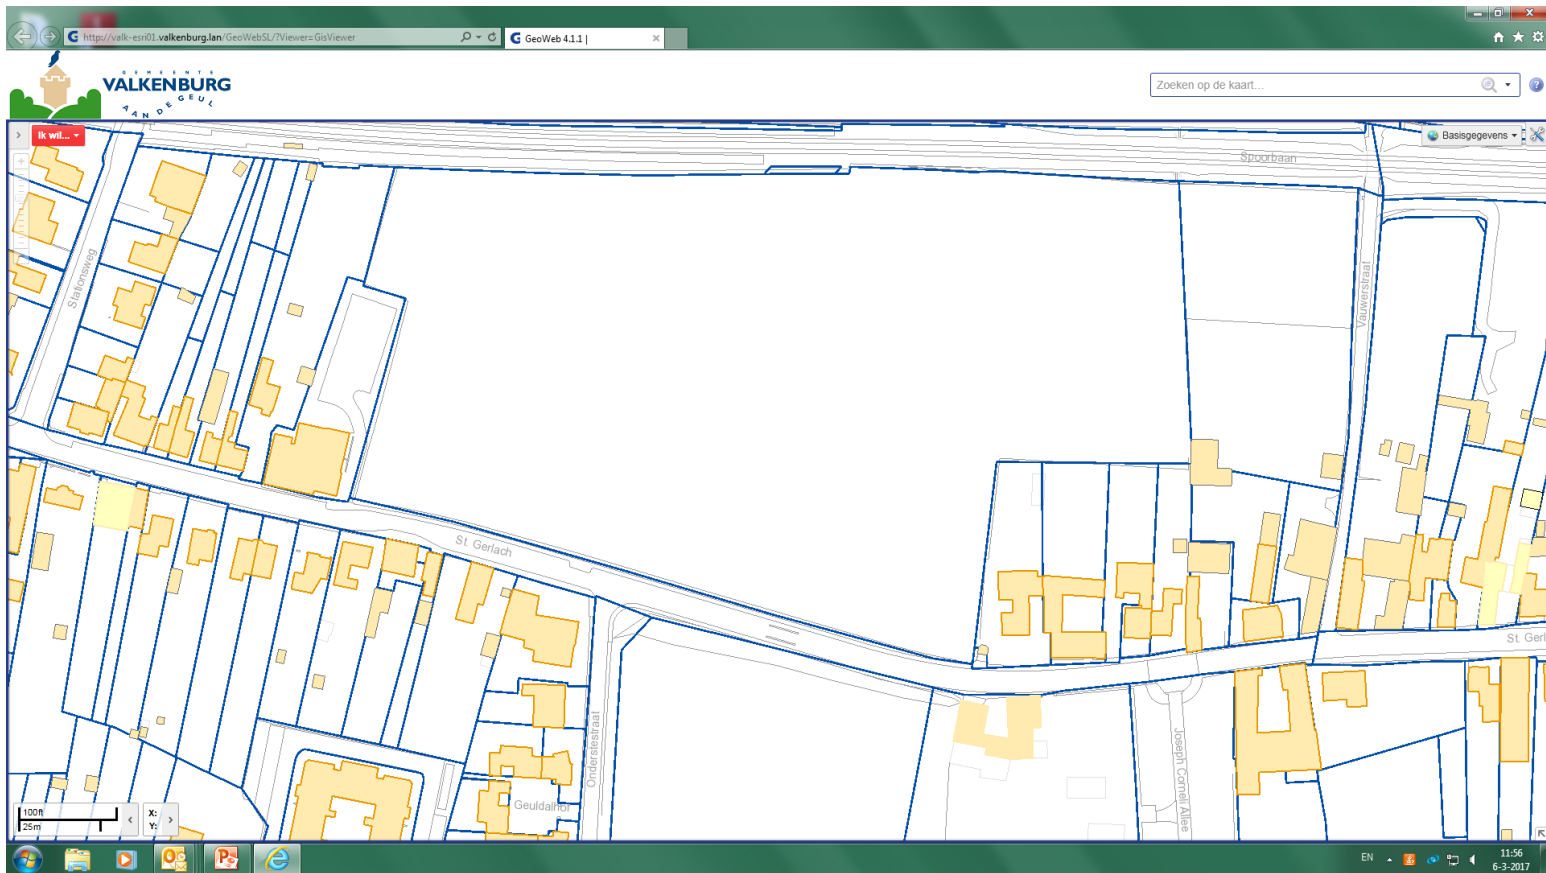 http://valk-esri01.valkenburg.lan/GeoWebSL/?Viewer=GisViewer
GeoWeb 4.1.1 |
GEMEENTE
VALKENBURG
AAN DE GEUL
Zoeken op de kaart...
Ik wil...
Basisgegevens
Spoorbaan
Stationsweg
Vauwerstraat
St. Gerlach
St. Gerl
Onderstestraat
Joseph Corneli Allee
Geuldalhof
100ft
25m
X:
Y:
EN
11:56
6-3-2017